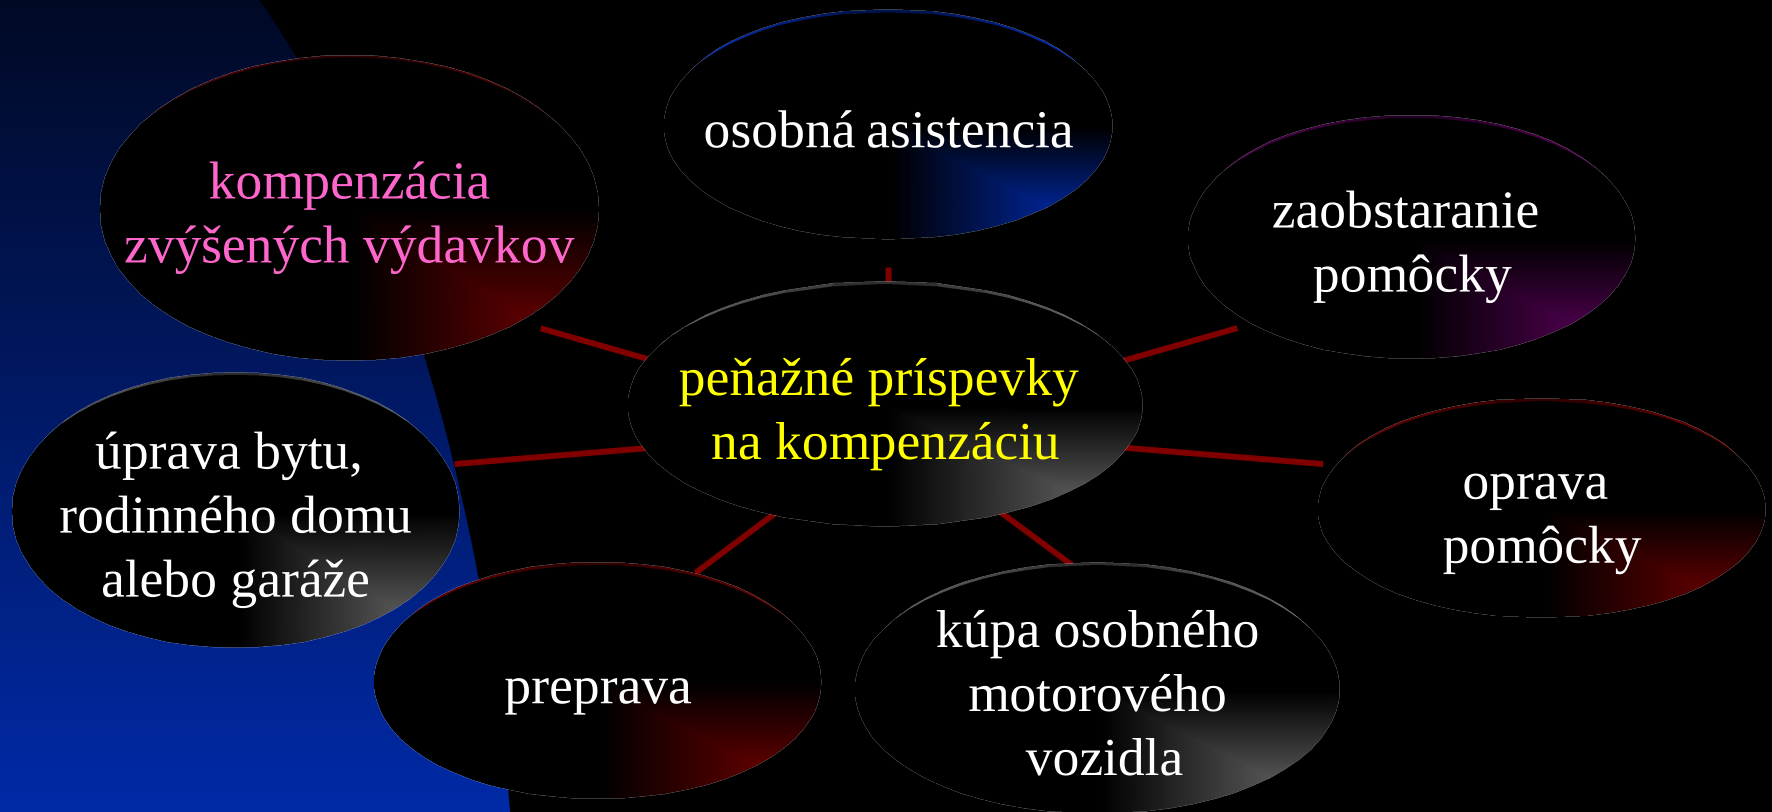 osobná asistencia
kompenzácia
zvýšených výdavkov
zaobstaranie
pomôcky
peňažné príspevky
na kompenzáciu
úprava bytu,
rodinného domu
alebo garáže
oprava
pomôcky
preprava
kúpa osobného
motorového
vozidla